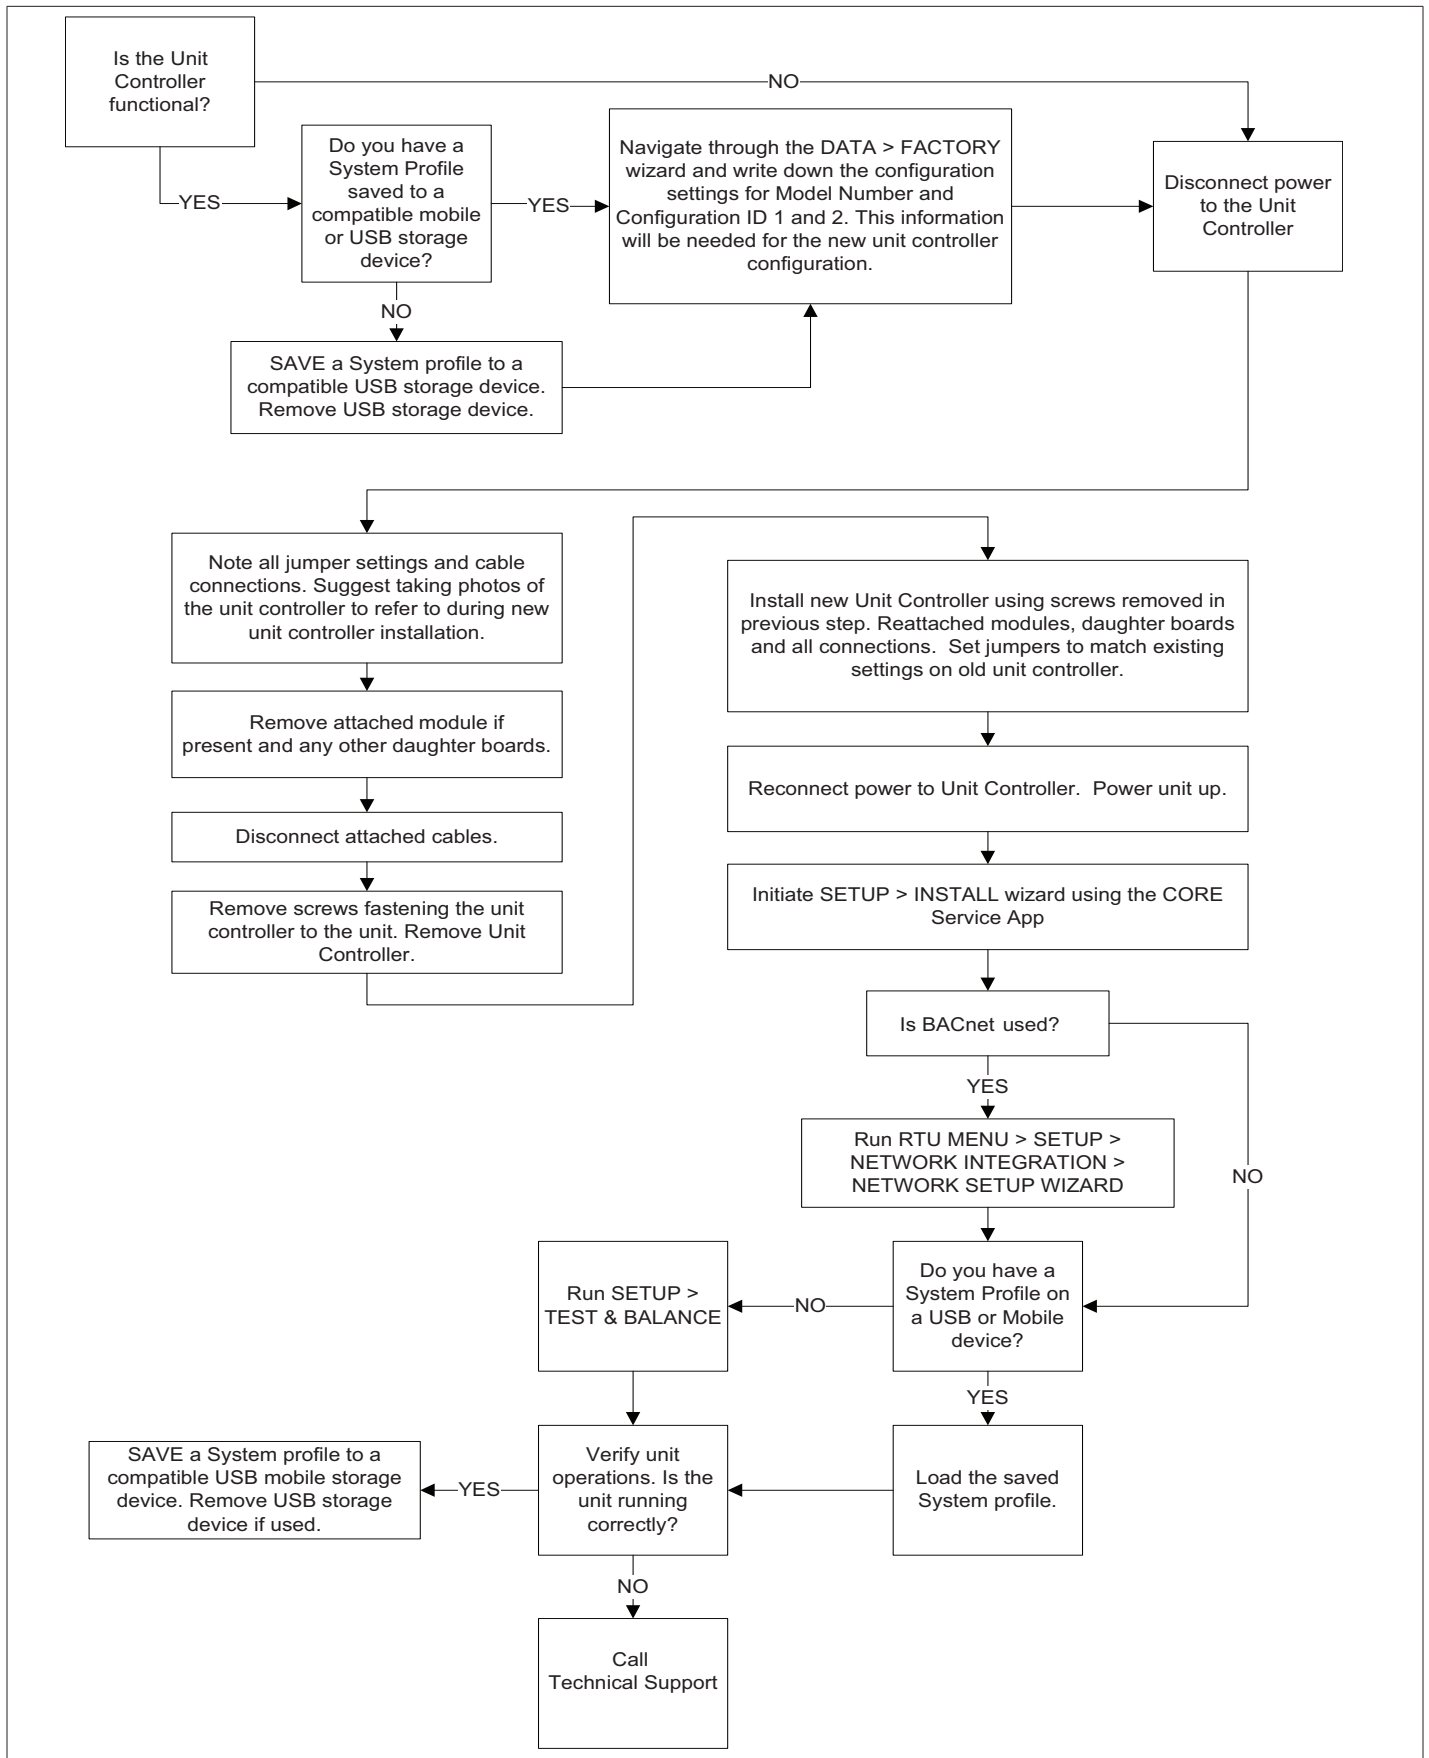 Is the Unit
Controller
functional?
NO
YES
Do you have a
System Profile
saved to a
compatible mobile
or USB storage
device?
YES
Navigate through the DATA > FACTORY
wizard and write down the configuration
settings for Model Number and
Configuration ID 1 and 2. This information
will be needed for the new unit controller
configuration.
Disconnect power
to the Unit
Controller
NO
SAVE a System profile to a
compatible USB storage device.
Remove USB storage device.
Note all jumper settings and cable
connections. Suggest taking photos of
the unit controller to refer to during new
unit controller installation.
Remove attached module if
present and any other daughter boards.
Disconnect attached cables.
Remove screws fastening the unit
controller to the unit. Remove Unit
Controller.
Install new Unit Controller using screws removed in
previous step. Reattached modules, daughter boards
and all connections.  Set jumpers to match existing
settings on old unit controller.
Reconnect power to Unit Controller.  Power unit up.
Initiate SETUP > INSTALL wizard using the CORE
Service App
Is BACnet used?
YES
NO
Run RTU MENU > SETUP >
NETWORK INTEGRATION >
NETWORK SETUP WIZARD
Do you have a
System Profile on
a USB or Mobile
device?
NO
Run SETUP >
TEST & BALANCE
YES
Load the saved
System profile.
Verify unit
operations. Is the
unit running
correctly?
YES
SAVE a System profile to a
compatible USB mobile storage
device. Remove USB storage
device if used.
NO
Call
Technical Support